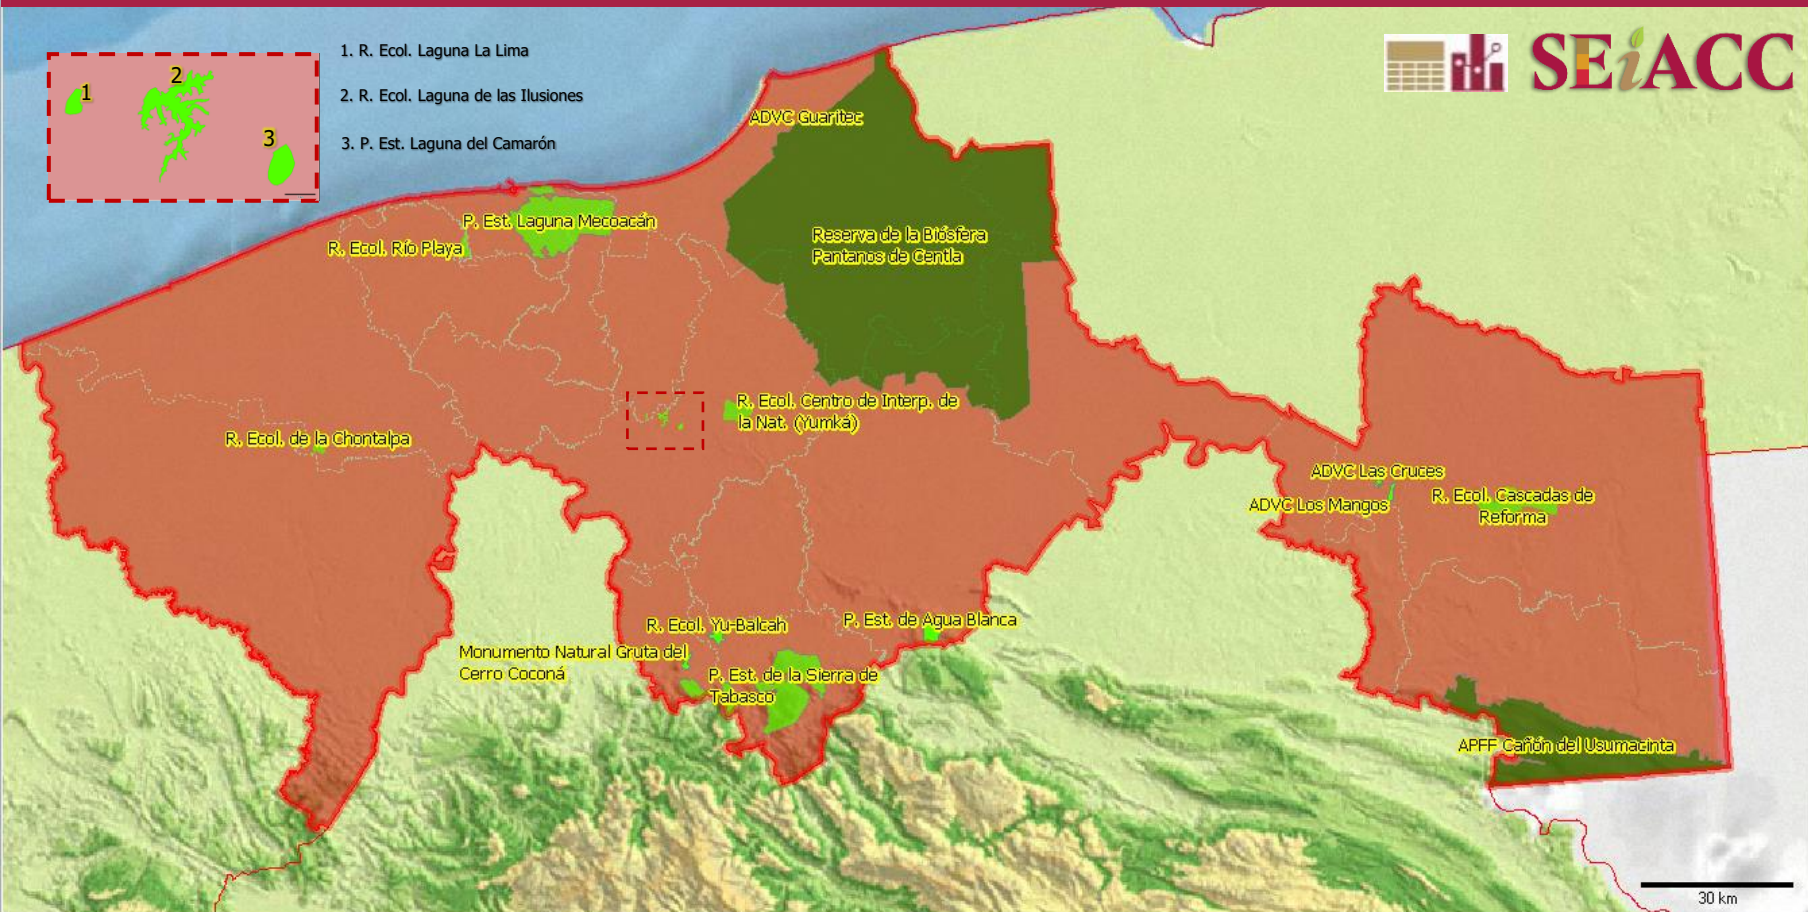 SEiACC
1. R. Ecol. Laguna La Lima
2. R. Ecol. Laguna de las Ilusiones
3. P. Est. Laguna del Camarón
1
2
3
ADVC Guaritec
P. Est. Laguna Mecoacán
R. Ecol. Río Playa
Reserva de la Biósfera
Pantanos de Centla
R. Ecol. Centro de Interp. de
la Nat. (Yumká)
R. Ecol. de la Chontalpa
ADVC Las Cruces
ADVC Los Mangos
R. Ecol. Cascadas de
Reforma
R. Ecol. Yu-Balcah
P. Est. de Agua Blanca
Monumento Natural Gruta del
Cerro Coconá
P. Est. de la Sierra de
Tabasco
APFF Cañón del Usumacinta
30 km